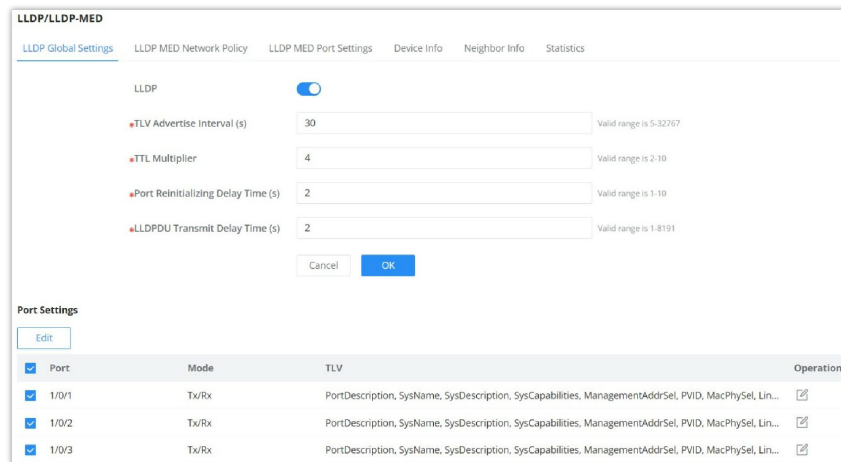 LLDP/LLDP-MED
LLDP Global Settings LLDP MED Network Policy LLDP MED Port Settings Device Info Neighbor Info Statistics
LLDP
*TLV Advertise Interval (s) 30 Valid range is 5-32767
*TTL Multiplier 4 Valid range is 2-10
*Port Reinitializing Delay Time (s) 2 Valid range is 1-10
*LLDPDU Transmit Delay Time (s) 2 Valid range is 1-8191
Cancel OK
Port Settings
Edit
Port Mode TLV Operation
1/0/1 Tx/Rx PortDescription, SysName, SysDescription, SysCapabilities, ManagementAddrSel, PVID, MacPhySel, Lin...
1/0/2 Tx/Rx PortDescription, SysName, SysDescription, SysCapabilities, ManagementAddrSel, PVID, MacPhySel, Lin...
1/0/3 Tx/Rx PortDescription, SysName, SysDescription, SysCapabilities, ManagementAddrSel, PVID, MacPhySel, Lin...